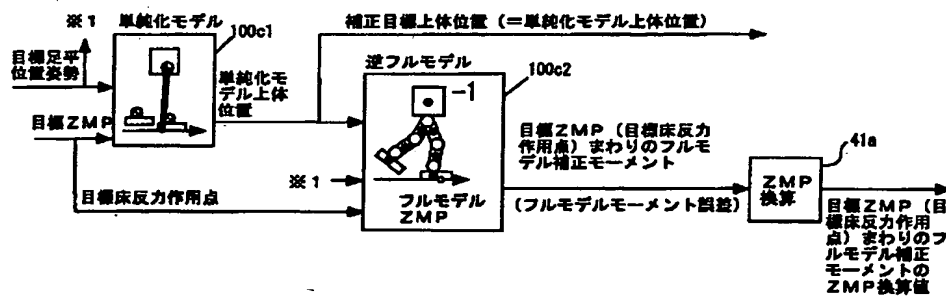 ※1
単純化モデル
100c1
補正目標上体位置(=単純化モデル上体位置)
目標足平
位置姿勢
単純化モ
デル上体
位置
逆フルモデル
100c2
-1
目標ZMP
目標ZMP(目標床反力
作用点)まわりのフルモ
デル補正モーメント
41a
※1
ZMP
換算
目標床反力作用点
フルモデル
ZMP
(フルモデルモーメント誤差)
目標ZMP(目
標床反力作用
点)まわりのフ
ルモデル補正
モーメントの
ZMP換算値